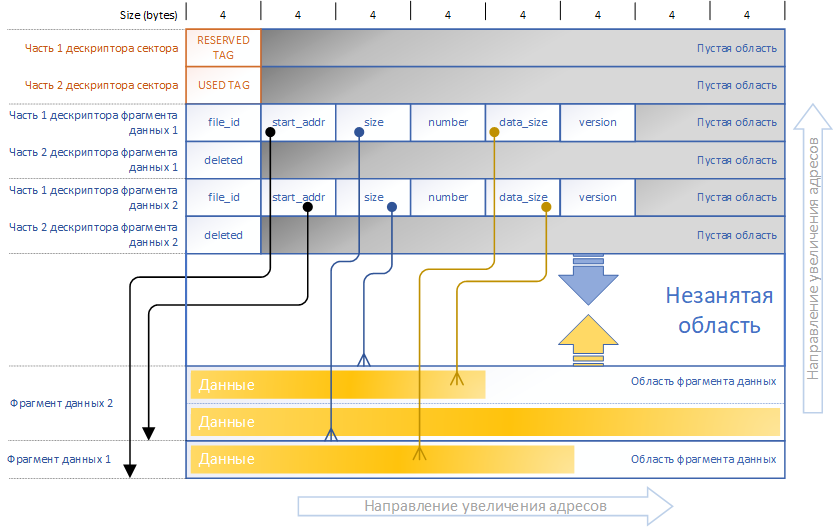 Size (bytes) 4 4 4 4 4 4 4 4
Часть 1 дескриптора сектора RESERVED TAG Пустая область
Часть 2 дескриптора сектора USED TAG Пустая область
Часть 1 дескриптора фрагмента
данных 1
file_id start_addr size number data_size version Пустая область
Часть 2 дескриптора фрагмента
данных 1
deleted Пустая область
Часть 1 дескриптора фрагмента
данных 2
file_id start_addr size number data_size version Пустая область
Часть 2 дескриптора фрагмента
данных 2
deleted Пустая область
Незанятая
область
Направление увеличения адресов
Фрагмент данных 2
Данные Область фрагмента данных
Данные
Фрагмент данных 1 Данные Область фрагмента данных
Направление увеличения адресов